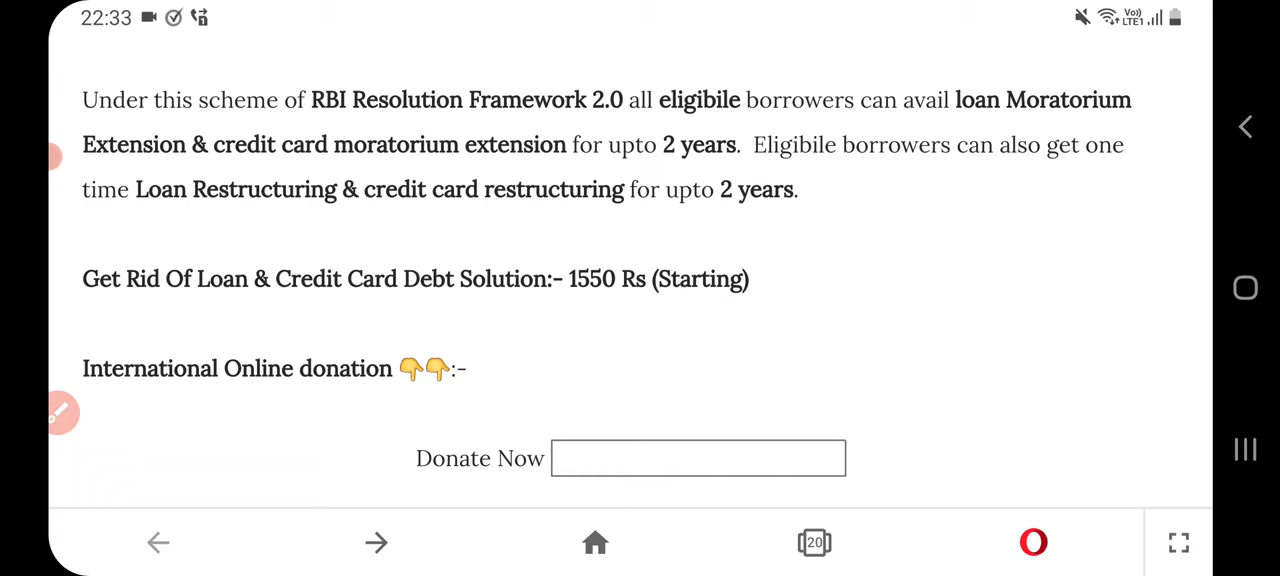 22:33
Vo))
LTE1
Under this scheme of RBI Resolution Framework 2.0 all eligibile borrowers can avail loan Moratorium
Extension & credit card moratorium extension for upto 2 years. Eligibile borrowers can also get one
time Loan Restructuring & credit card restructuring for upto 2 years.
Get Rid Of Loan & Credit Card Debt Solution:- 1550 Rs (Starting)
International Online donation 👇👇:-
Donate Now
20